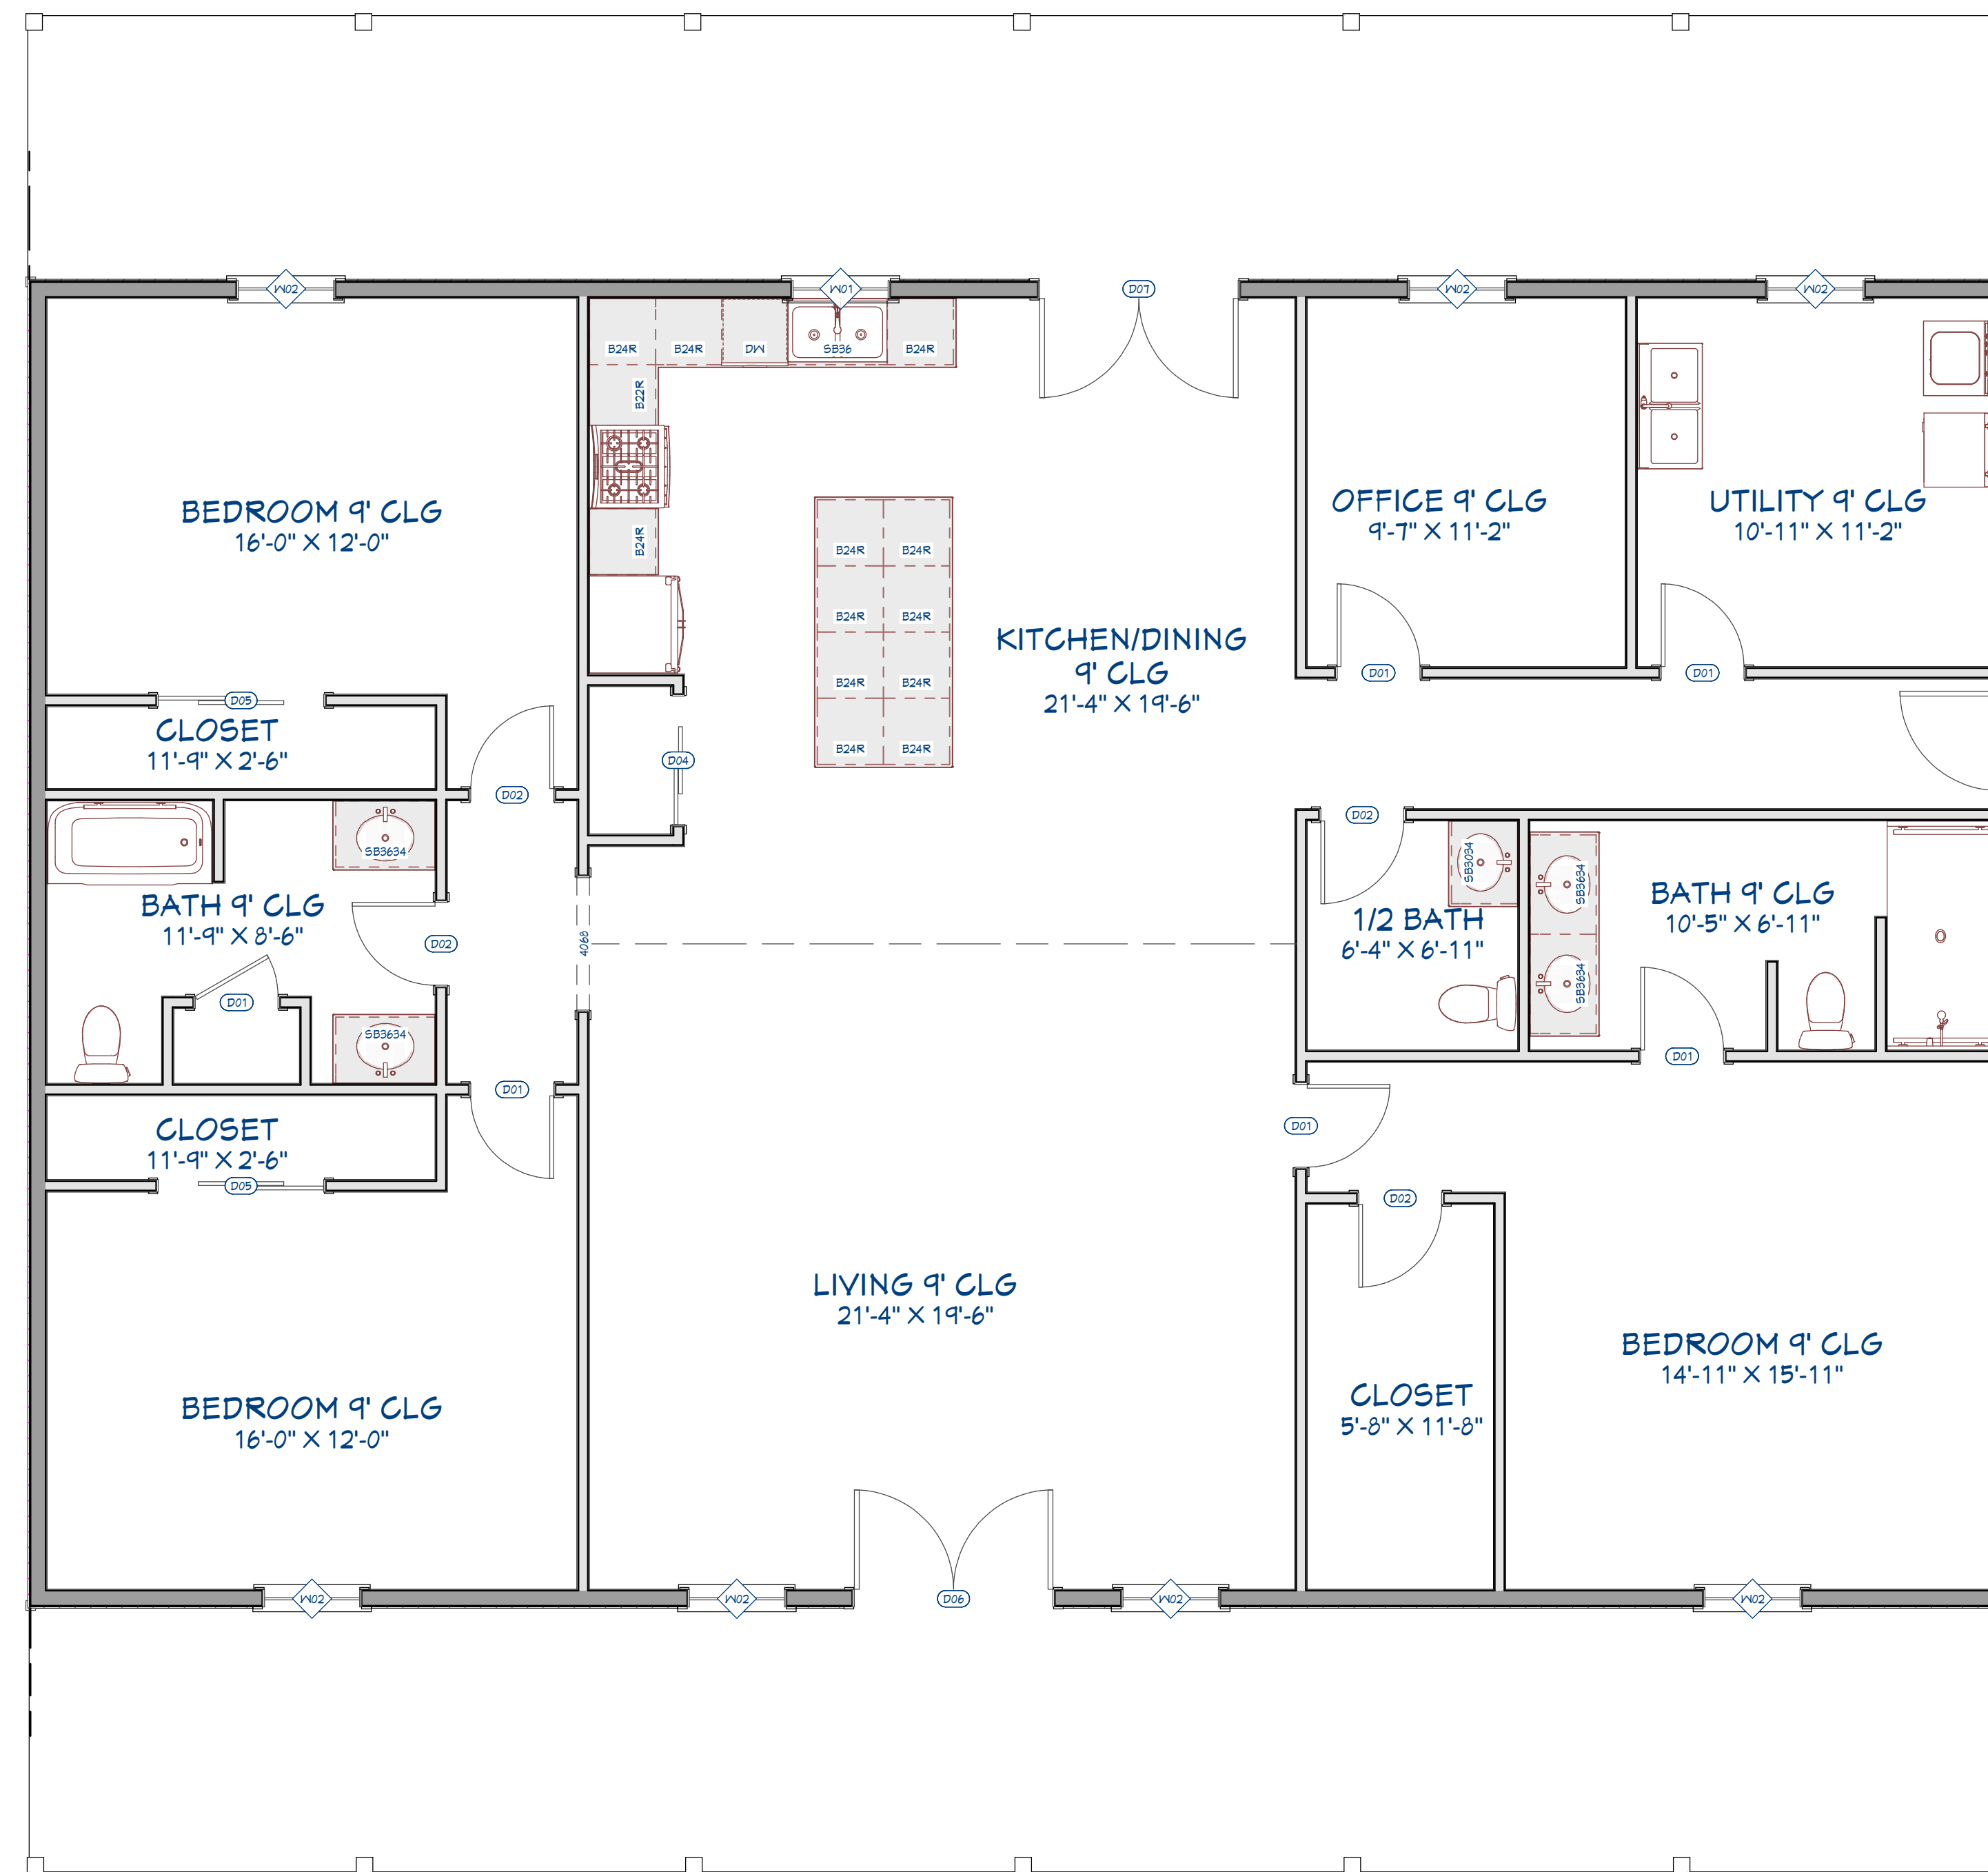 W02
W01
D07
W02
W02
B24R
B24R
DW
SB36
B24R
B22R
B24R
BEDROOM 9' CLG
16'-0" X 12'-0"
OFFICE 9' CLG
9'-7" X 11'-2"
UTILITY 9' CLG
10'-11" X 11'-2"
B24R
B24R
B24R
B24R
B24R
B24R
B24R
B24R
KITCHEN/DINING
9' CLG
21'-4" X 19'-6"
D01
D01
D05
CLOSET
11'-9" X 2'-6"
D04
D02
D02
SB3634
SB3034
SB3634
BATH 9' CLG
11'-9" X 8'-6"
D02
4068
1/2 BATH
6'-4" X 6'-11"
BATH 9' CLG
10'-5" X 6'-11"
SB3634
D01
SB3634
D01
D01
D01
CLOSET
11'-9" X 2'-6"
D05
D02
LIVING 9' CLG
21'-4" X 19'-6"
BEDROOM 9' CLG
14'-11" X 15'-11"
CLOSET
5'-8" X 11'-8"
BEDROOM 9' CLG
16'-0" X 12'-0"
W02
W02
D06
W02
W02